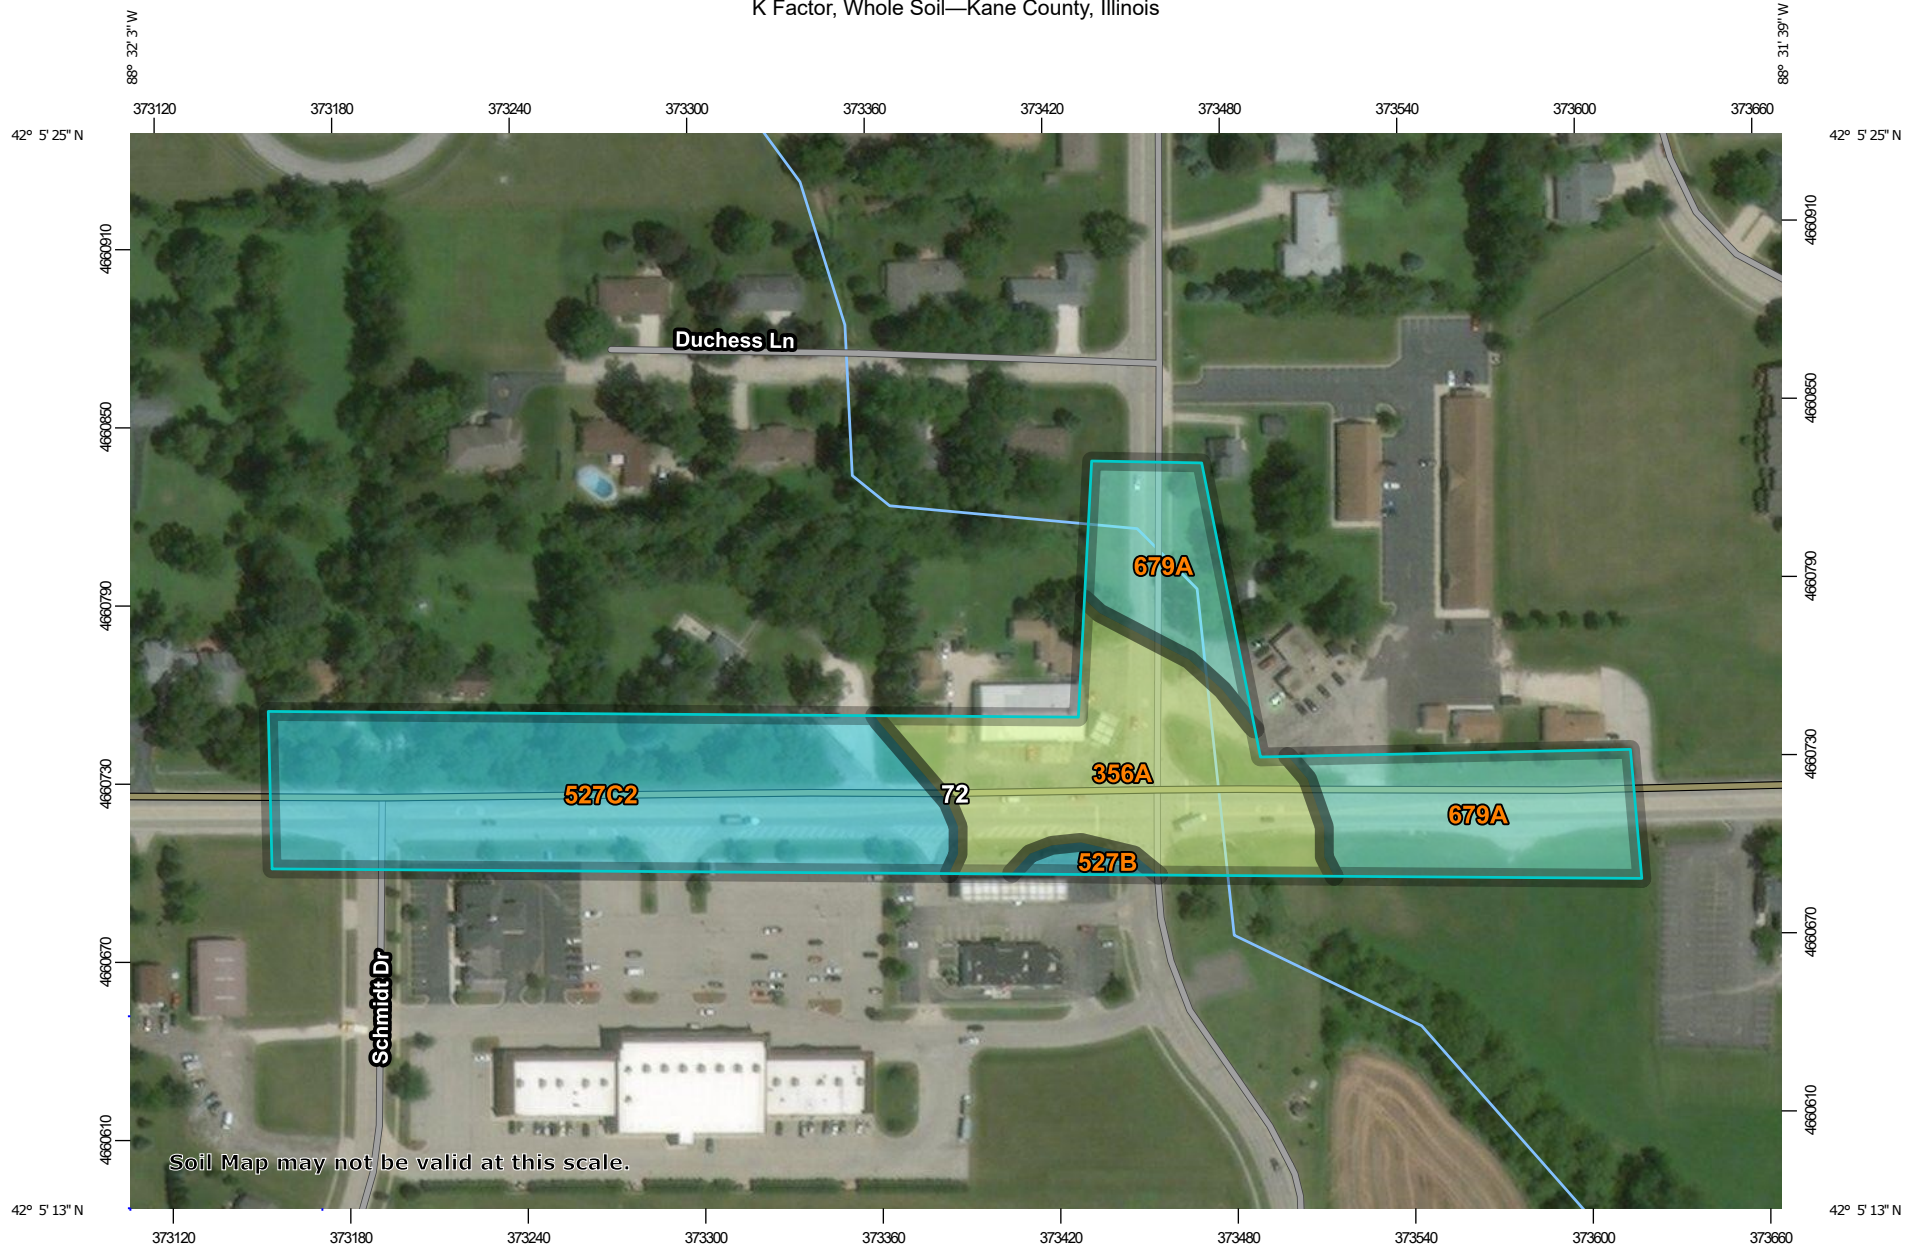 K Factor, Whole Soil—Kane County, Illinois
88° 32' 3" W
88° 31' 39" W
373120 373180 373240 373300 373360 373420 373480 373540 373600 373660
42° 5' 25" N
42° 5' 25" N
4660910
4660910
Duchess Ln
4660850
4660850
679A
4660790
4660790
4660730
4660730
356A
527C2
72
679A
527B
4660670
4660670
Schmidt Dr
4660610
4660610
Soil Map may not be valid at this scale.
42° 5' 13" N
42° 5' 13" N
373120 373180 373240 373300 373360 373420 373480 373540 373600 373660